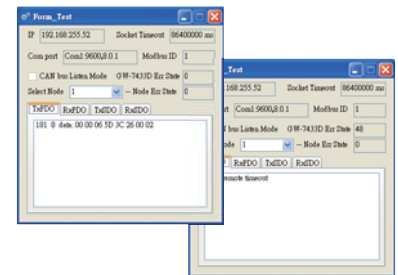 Form_Test
IP 192.168.255.52 Socket Timeout 86400000 ms
Com port Com1:9600,8:0.1 Modbus ID 1
CAN bus Listen Mode GW-7433D Err State 0
Select Node 1 -- Node Err State 0
TxPDO RxPDO TxSDO RxSDO
181 8 data: 00 00 06 5D 3C 26 00 02
_Test
.168.255.52 Socket Timeout 86400000 ms
t Com1:9600,8:0.1 Modbus ID 1
bus Listen Mode GW-7433D Err State 48
ode 1 -- Node Err State 0
RxPDO TxSDO RxSDO
emote timeout